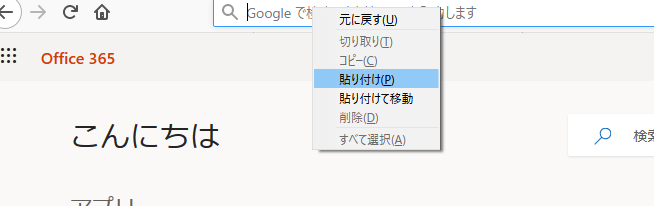 Google で
します
元に戻す(U)
切り取り(T)
コピー(C)
貼り付け(P)
貼り付けて移動
削除(D)
すべて選択(A)
Office 365
こんにちは
検索
アプリ